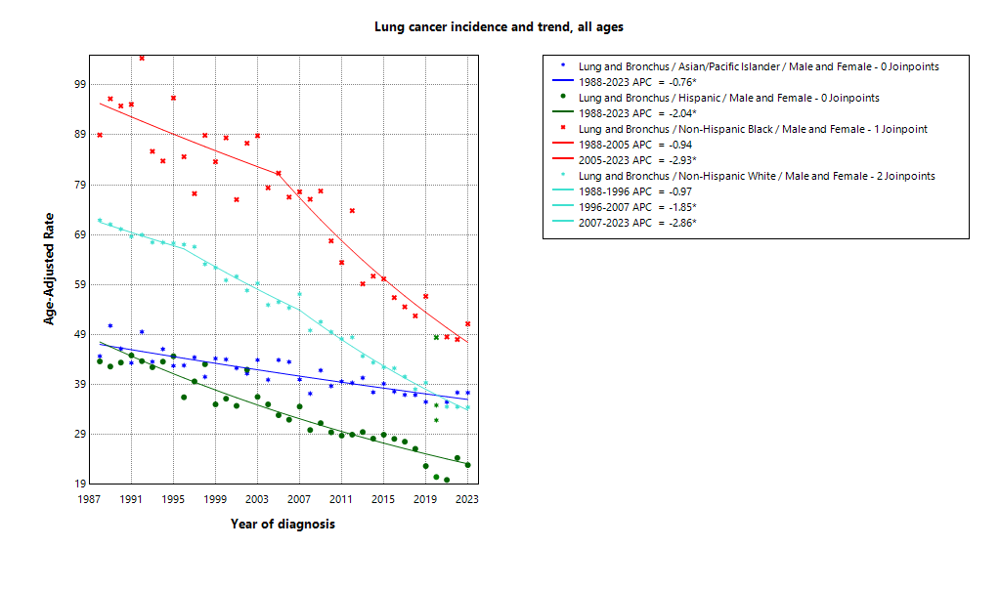 Lung cancer incidence and trend, all ages
Lung and Bronchus / Asian/Pacific Islander / Male and Female - 0 Joinpoints
1988-2023 APC = -0.76*
Lung and Bronchus / Hispanic / Male and Female - 0 Joinpoints
1988-2023 APC = -2.04*
Lung and Bronchus / Non-Hispanic Black / Male and Female - 1 Joinpoint
1988-2005 APC = -0.94
2005-2023 APC = -2.93*
Lung and Bronchus / Non-Hispanic White / Male and Female - 2 Joinpoints
1988-1996 APC = -0.97
1996-2007 APC = -1.85*
2007-2023 APC = -2.86*
Age-Adjusted Rate
99
89
79
69
59
49
39
29
19
1987 1991 1995 1999 2003 2007 2011 2015 2019 2023
Year of diagnosis